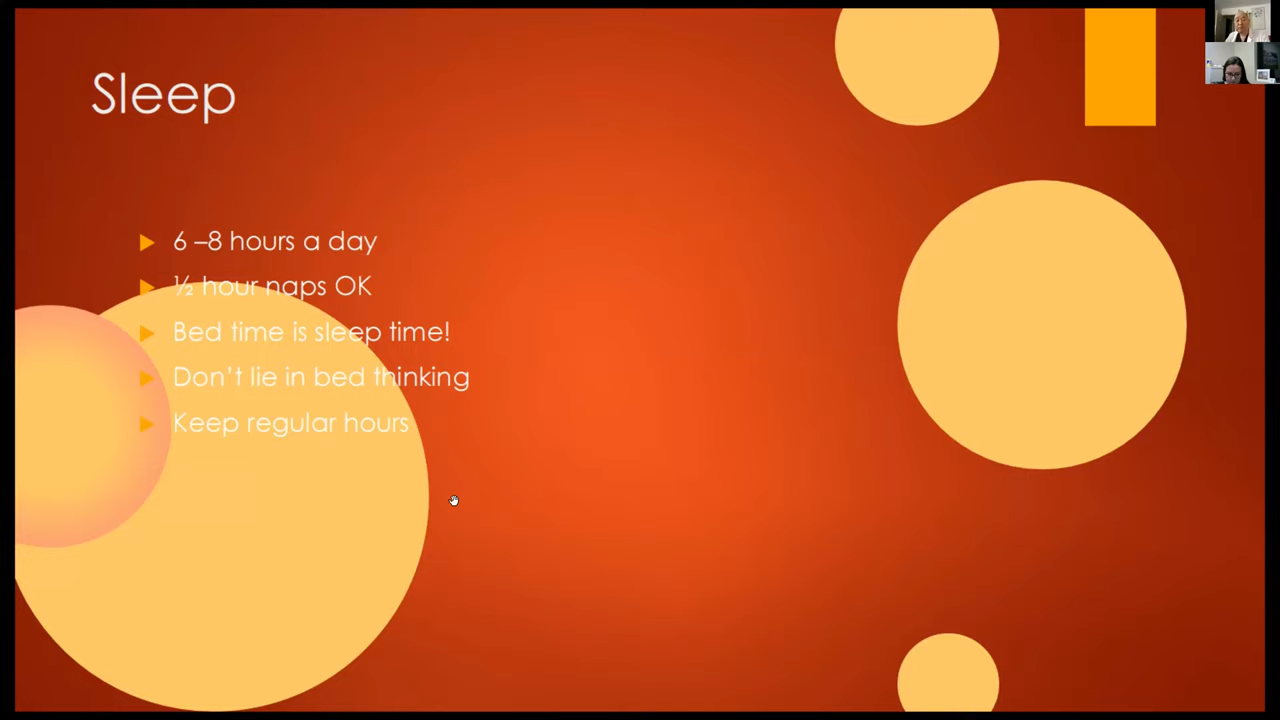 Sleep
6 –8 hours a day
½ hour naps OK
Bed time is sleep time!
Don't lie in bed thinking
Keep regular hours